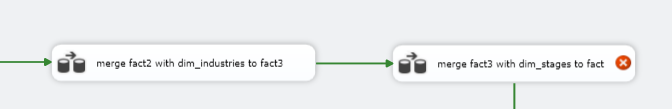 merge fact2 with dim_industries to fact3
merge fact3 with dim_stages to fact